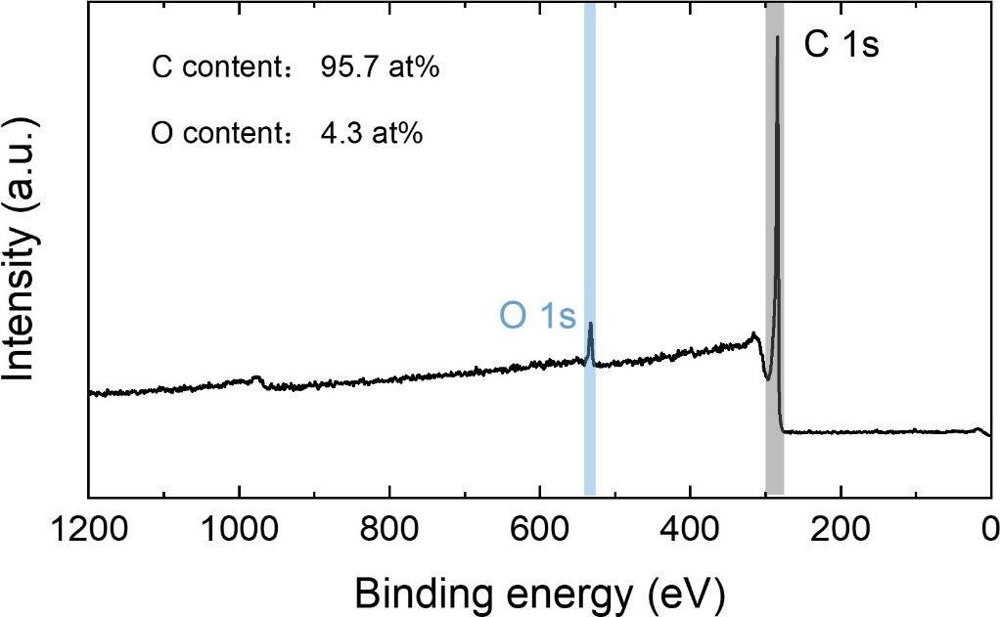 C 1s
C content： 95.7 at%
O content： 4.3 at%
O 1s
Intensity (a.u.)
1200 1000 800 600 400 200 0
Binding energy (eV)